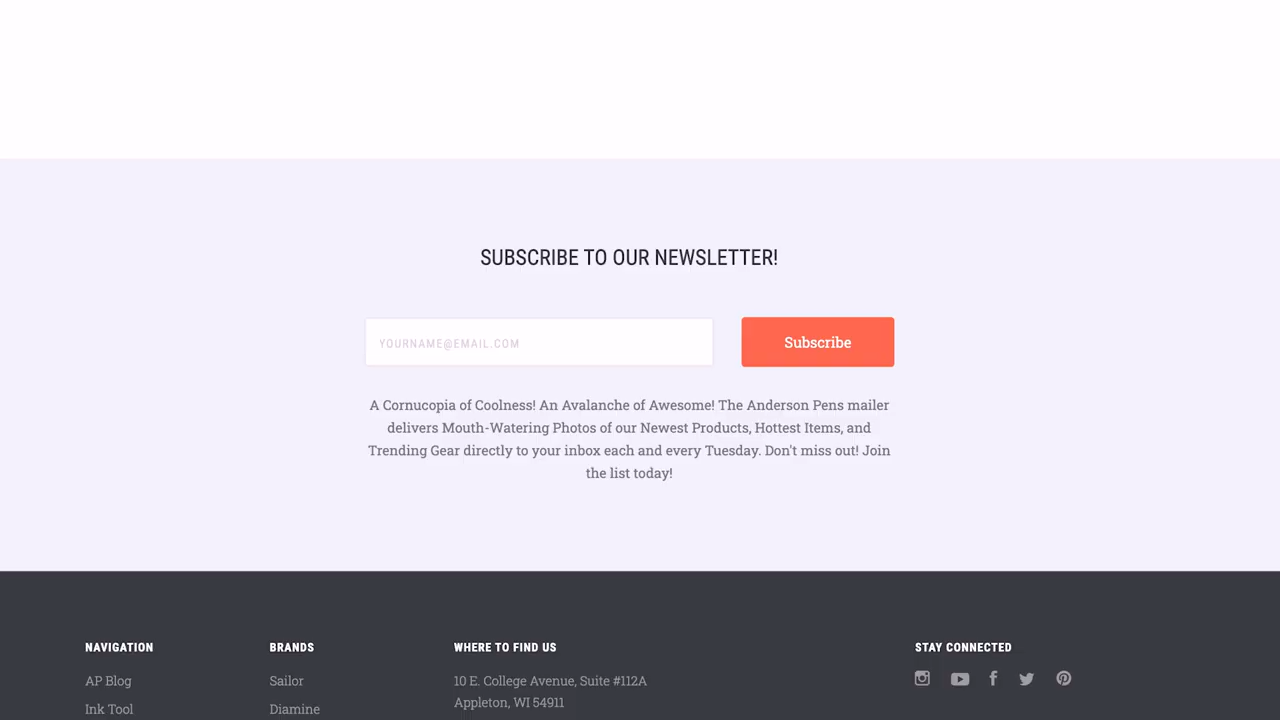 SUBSCRIBE TO OUR NEWSLETTER!
YOURNAME@EMAIL.COM
Subscribe
A Cornucopia of Coolness! An Avalanche of Awesome! The Anderson Pens mailer
delivers Mouth-Watering Photos of our Newest Products, Hottest Items, and
Trending Gear directly to your inbox each and every Tuesday. Don't miss out! Join
the list today!
NAVIGATION
AP Blog
Ink Tool
BRANDS
Sailor
Diamine
WHERE TO FIND US
10 E. College Avenue, Suite #112A
Appleton, WI 54911
STAY CONNECTED